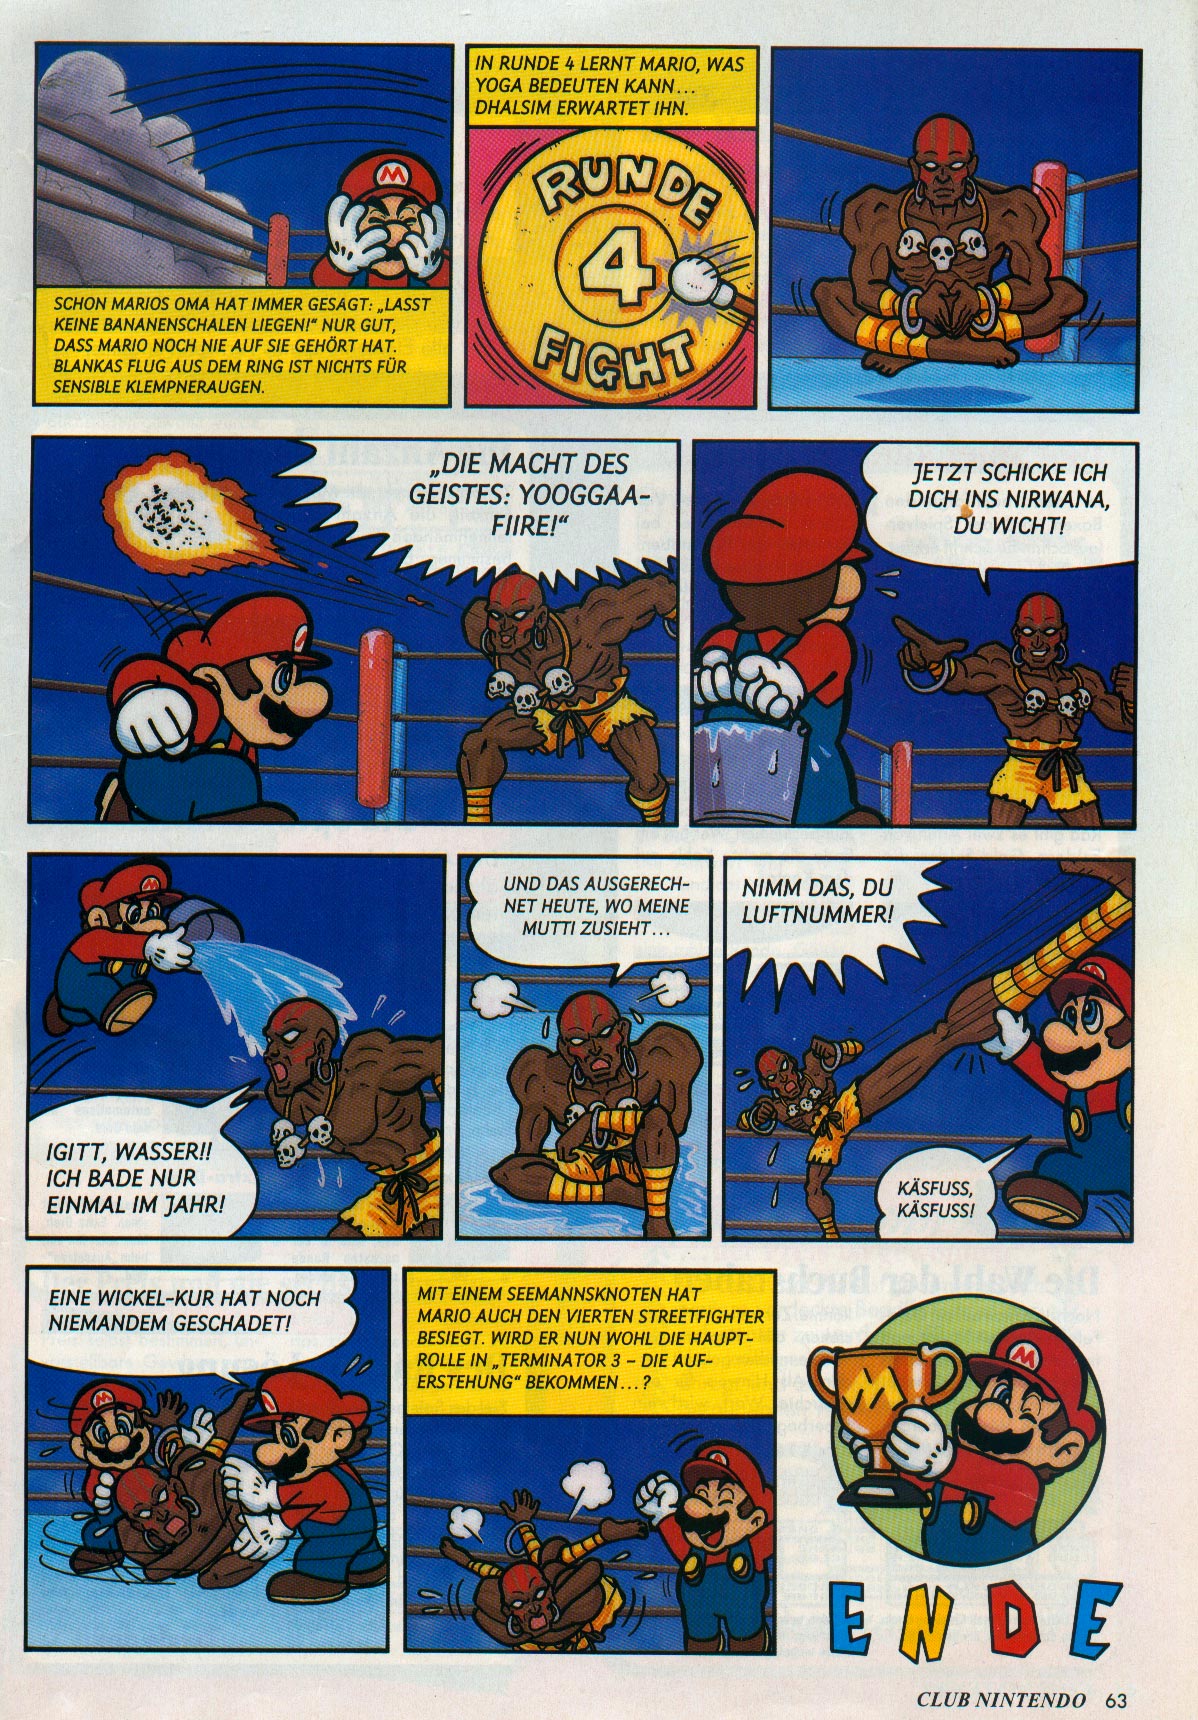 SCHON MARIOS OMA HAT IMMER GESAGT: „LASST
KEINE BANANENSCHALEN LIEGEN!“ NUR GUT,
DASS MARIO NOCH NIE AUF SIE GEHÖRT HAT.
BLANKAS FLUG AUS DEM RING IST NICHTS FÜR
SENSIBLE KLEMPNERAUGEN.
IN RUNDE 4 LERNT MARIO, WAS
YOGA BEDEUTEN KANN...
DHALSIM ERWARTET IHN.
RUNDE
4
FIGHT
„DIE MACHT DES
GEISTES: YOOGGAA-
FIIRE!“
JETZT SCHICKE ICH
DICH INS NIRWANA,
DU WICHT!
IGITT, WASSER!!
ICH BADE NUR
EINMAL IM JAHR!
UND DAS AUSGERECH-
NET HEUTE, WO MEINE
MUTTI ZUSIEHT...
NIMM DAS, DU
LUFTNUMMER!
KÄSFUSS,
KÄSFUSS!
EINE WICKEL-KUR HAT NOCH
NIEMANDEM GESCHADET!
MIT EINEM SEEMANNSKNOTEN HAT
MARIO AUCH DEN VIERTEN STREETFIGHTER
BESIEGT. WIRD ER NUN WOHL DIE HAUPT-
ROLLE IN „TERMINATOR 3 – DIE AUF-
ERSTEHUNG“ BEKOMMEN...?
M
ENDE
CLUB NINTENDO 63